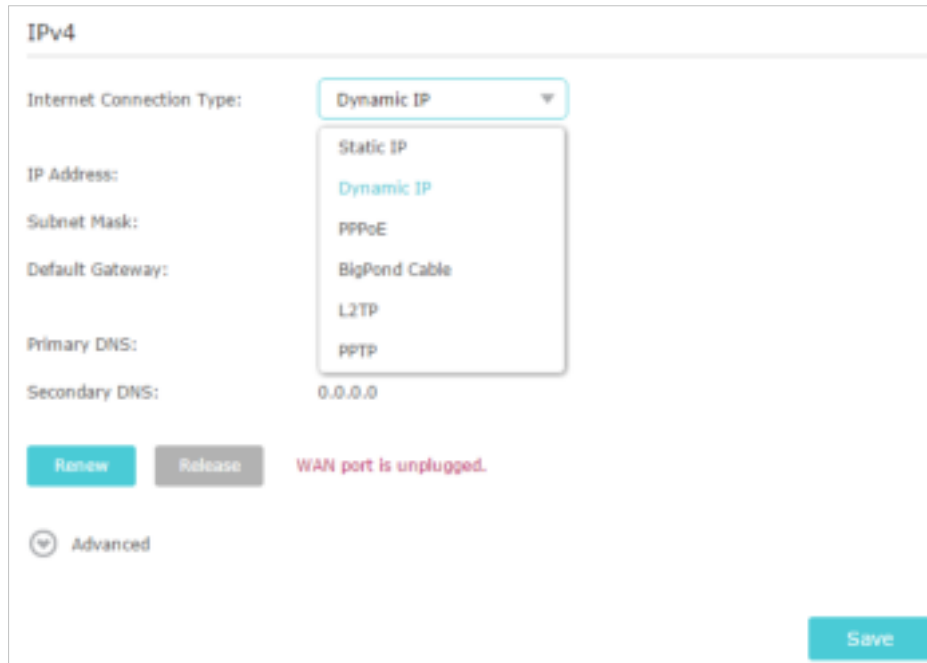 IPv4
Internet Connection Type: Dynamic IP
Static IP
IP Address:
Dynamic IP
Subnet Mask:
PPPoE
Default Gateway:
BigPond Cable
L2TP
Primary DNS:
PPTP
Secondary DNS: 0.0.0.0
Renew Release WAN port is unplugged.
Advanced
Save